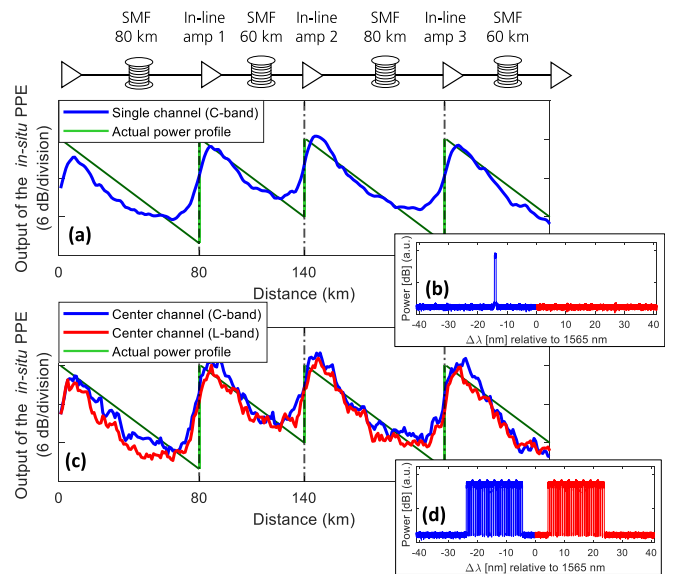 SMF 80 km
In-line amp 1
SMF 60 km
In-line amp 2
SMF 80 km
In-line amp 3
SMF 60 km
Output of the in-situ PPE
(6 dB/division)
Single channel (C-band)
Actual power profile
(a)
0
80
140
Distance (km)
Power [dB] (a.u.)
(b)
-40 -30 -20 -10 0 10 20 30 40
Δλ [nm] relative to 1565 nm
Output of the in-situ PPE
(6 dB/division)
Center channel (C-band)
Center channel (L-band)
Actual power profile
(c)
0
80
140
Distance (km)
Power [dB] (a.u.)
(d)
-40 -30 -20 -10 0 10 20 30 40
Δλ [nm] relative to 1565 nm